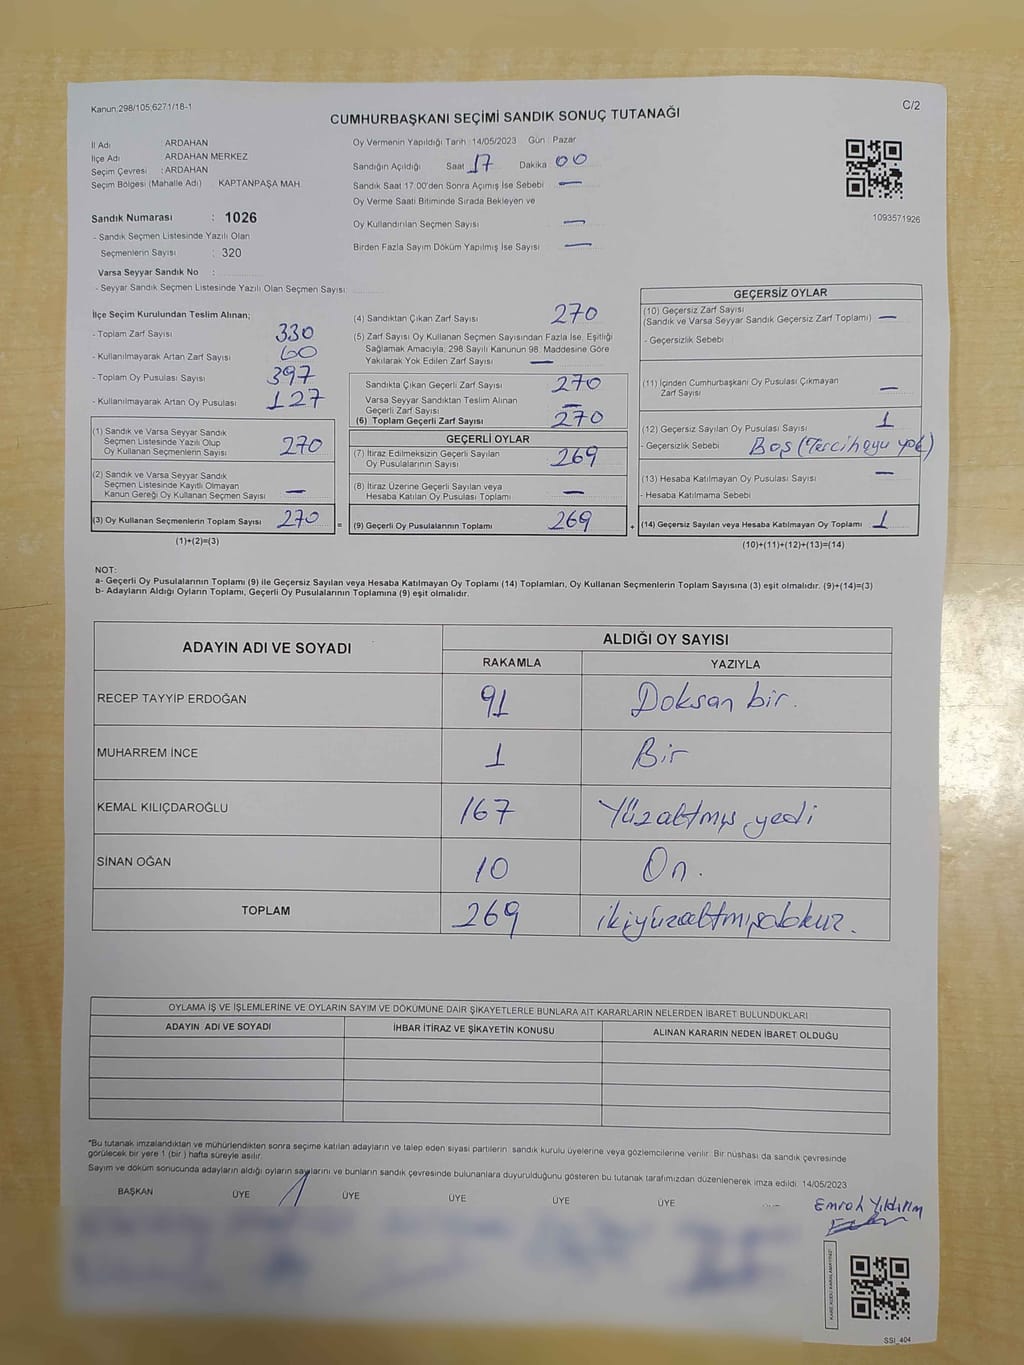 Kanun:298/105;6271/18-1
C/2
CUMHURBAŞKANI SEÇİMİ SANDIK SONUÇ TUTANAĞI
İl Adı ARDAHAN
İlçe Adı ARDAHAN MERKEZ
Seçim Çevresi : ARDAHAN
Seçim Bölgesi (Mahalle Adı) KAPTANPAŞA MAH
Oy Vermenin Yapıldığı Tarih 14/05/2023 Gün Pazar
Sandığın Açıldığı Saat 17 Dakika 00
Sandık Saat 17:00'den Sonra Açımış İse Sebebi —
Oy Verme Saati Bitiminde Sırada Bekleyen ve
Oy Kullandırılan Seçmen Sayısı —
Birden Fazla Sayım Döküm Yapılmış İse Sayısı —
1093571926
Sandık Numarası : 1026
- Sandık Seçmen Listesinde Yazılı Olan
Seçmenlerin Sayısı : 320
Varsa Seyyar Sandık No :
- Seyyar Sandık Seçmen Listesinde Yazılı Olan Seçmen Sayısı:
İlçe Seçim Kurulundan Teslim Alınan;
- Toplam Zarf Sayısı 330
- Kullanılmayarak Artan Zarf Sayısı 60
- Toplam Oy Pusulası Sayısı 397
- Kullanılmayarak Artan Oy Pusulası 127
(1) Sandık ve Varsa Seyyar Sandık
Seçmen Listesinde Yazılı Olup
Oy Kullanan Seçmenlerin Sayısı 270
(2) Sandık ve Varsa Seyyar Sandık
Seçmen Listesinde Kayıtlı Olmayan
Kanun Gereği Oy Kullanan Seçmen Sayısı —
(3) Oy Kullanan Seçmenlerin Toplam Sayısı 270 =
(1)+(2)=(3)
(4) Sandıktan Çıkan Zarf Sayısı 270
(5) Zarf Sayısı Oy Kullanan Seçmen Sayısından Fazla İse, Eşitliği
Sağlamak Amacıyla; 298 Sayılı Kanunun 98. Maddesine Göre
Yakılarak Yok Edilen Zarf Sayısı —
Sandıkta Çıkan Geçerli Zarf Sayısı 270
Varsa Seyyar Sandıktan Teslim Alınan
Geçerli Zarf Sayısı —
(6) Toplam Geçerli Zarf Sayısı 270
GEÇERLİ OYLAR
(7) İtiraz Edilmeksizin Geçerli Sayılan
Oy Pusulalarının Sayısı 269
(8) İtiraz Üzerine Geçerli Sayılan veya
Hesaba Katılan Oy Pusulası Toplamı —
(9) Geçerli Oy Pusulalarının Toplamı 269 +
GEÇERSİZ OYLAR
(10) Geçersiz Zarf Sayısı
(Sandık ve Varsa Seyyar Sandık Geçersiz Zarf Toplamı) —
- Geçersizlik Sebebi
(11) İçinden Cumhurbaşkanı Oy Pusulası Çıkmayan
Zarf Sayısı —
(12) Geçersiz Sayılan Oy Pusulası Sayısı 1
- Geçersizlik Sebebi Boş (Tercih oyu yok)
(13) Hesaba Katılmayan Oy Pusulası Sayısı —
- Hesaba Katılmama Sebebi
(14) Geçersiz Sayılan veya Hesaba Katılmayan Oy Toplamı 1
(10)+(11)+(12)+(13)=(14)
NOT:
a- Geçerli Oy Pusulalarının Toplamı (9) ile Geçersiz Sayılan veya Hesaba Katılmayan Oy Toplamı (14) Toplamları, Oy Kullanan Seçmenlerin Toplam Sayısına (3) eşit olmalıdır. (9)+(14)=(3)
b- Adayların Aldığı Oyların Toplamı, Geçerli Oy Pusulalarının Toplamına (9) eşit olmalıdır.
ADAYIN ADI VE SOYADI ALDIĞI OY SAYISI
RAKAMLA YAZIYLA
RECEP TAYYİP ERDOĞAN 91 Doksan bir.
MUHARREM İNCE 1 Bir
KEMAL KILIÇDAROĞLU 167 Yüzaltmış yedi
SİNAN OĞAN 10 On.
TOPLAM 269 ikiyüzaltmışdokuz.
OYLAMA İŞ VE İŞLEMLERİNE VE OYLARIN SAYIM VE DÖKÜMÜNE DAİR ŞİKAYETLERLE BUNLARA AİT KARARLARIN NELERDEN İBARET BULUNDUKLARI
ADAYIN ADI VE SOYADI İHBAR İTİRAZ VE ŞİKAYETİN KONUSU ALINAN KARARIN NEDEN İBARET OLDUĞU
*Bu tutanak imzalandıktan ve mühürlendikten sonra seçime katılan adayların ve talep eden siyasi partilerin sandık kurulu üyelerine veya gözlemcilerine verilir. Bir nüshası da sandık çevresinde
görülecek bir yere 1 (bir ) hafta süreyle asılır.
Sayım ve döküm sonucunda adayların aldığı oyların sayılarını ve bunların sandık çevresinde bulunanlara duyurulduğunu gösteren bu tutanak tarafımızdan düzenlenerek imza edildi. 14/05/2023
BAŞKAN ÜYE ÜYE ÜYE ÜYE ÜYE
Emrah Yıldırım
SSİ_404